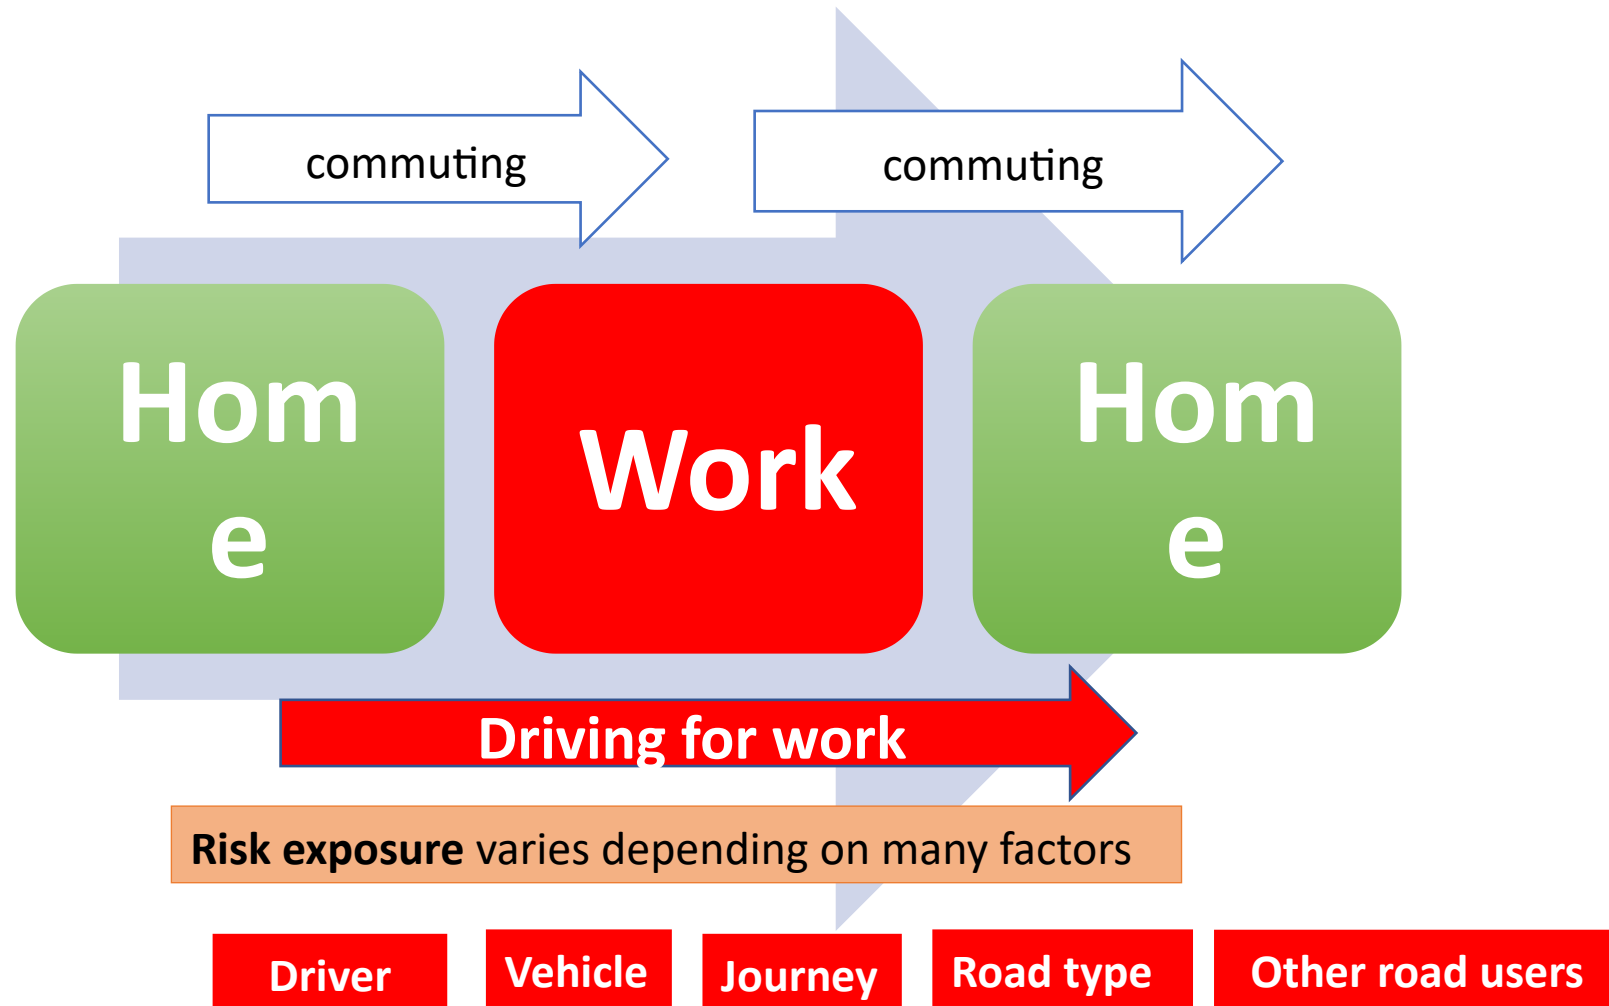 commuting
commuting
Hom
e
Work
Hom
e
Driving for work
Risk exposure varies depending on many factors
Driver
Vehicle
Journey
Road type
Other road users